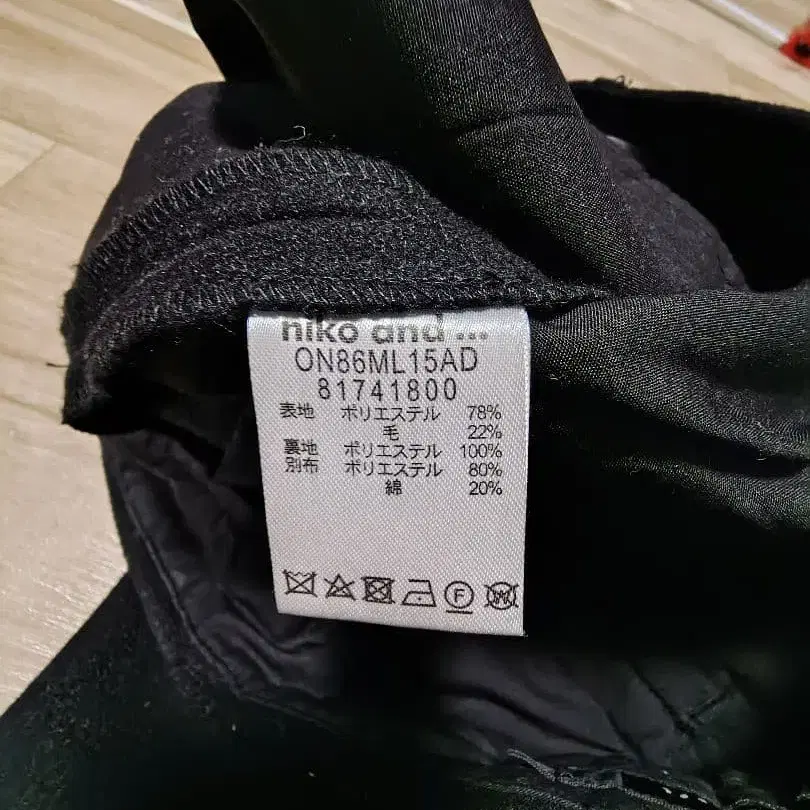 niko and ...
ON86ML15AD
81741800
表地 ポリエステル 78%
毛 22%
裏地 ポリエステル 100%
別布 ポリエステル 80%
綿 20%
F W